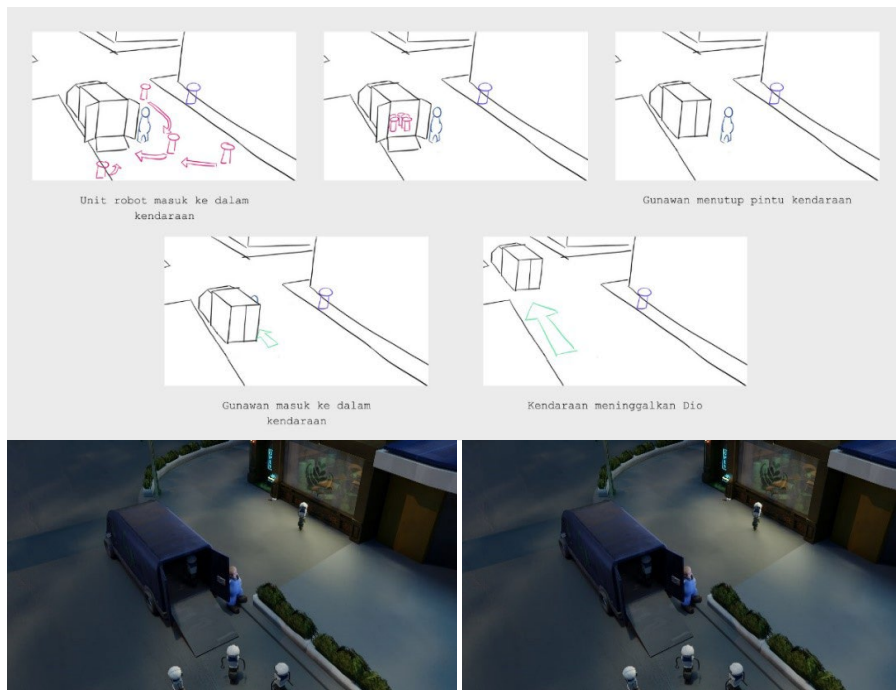 Unit robot masuk ke dalam
kendaraan
Gunawan menutup pintu kendaraan
Gunawan masuk ke dalam
kendaraan
Kendaraan meninggalkan Dio